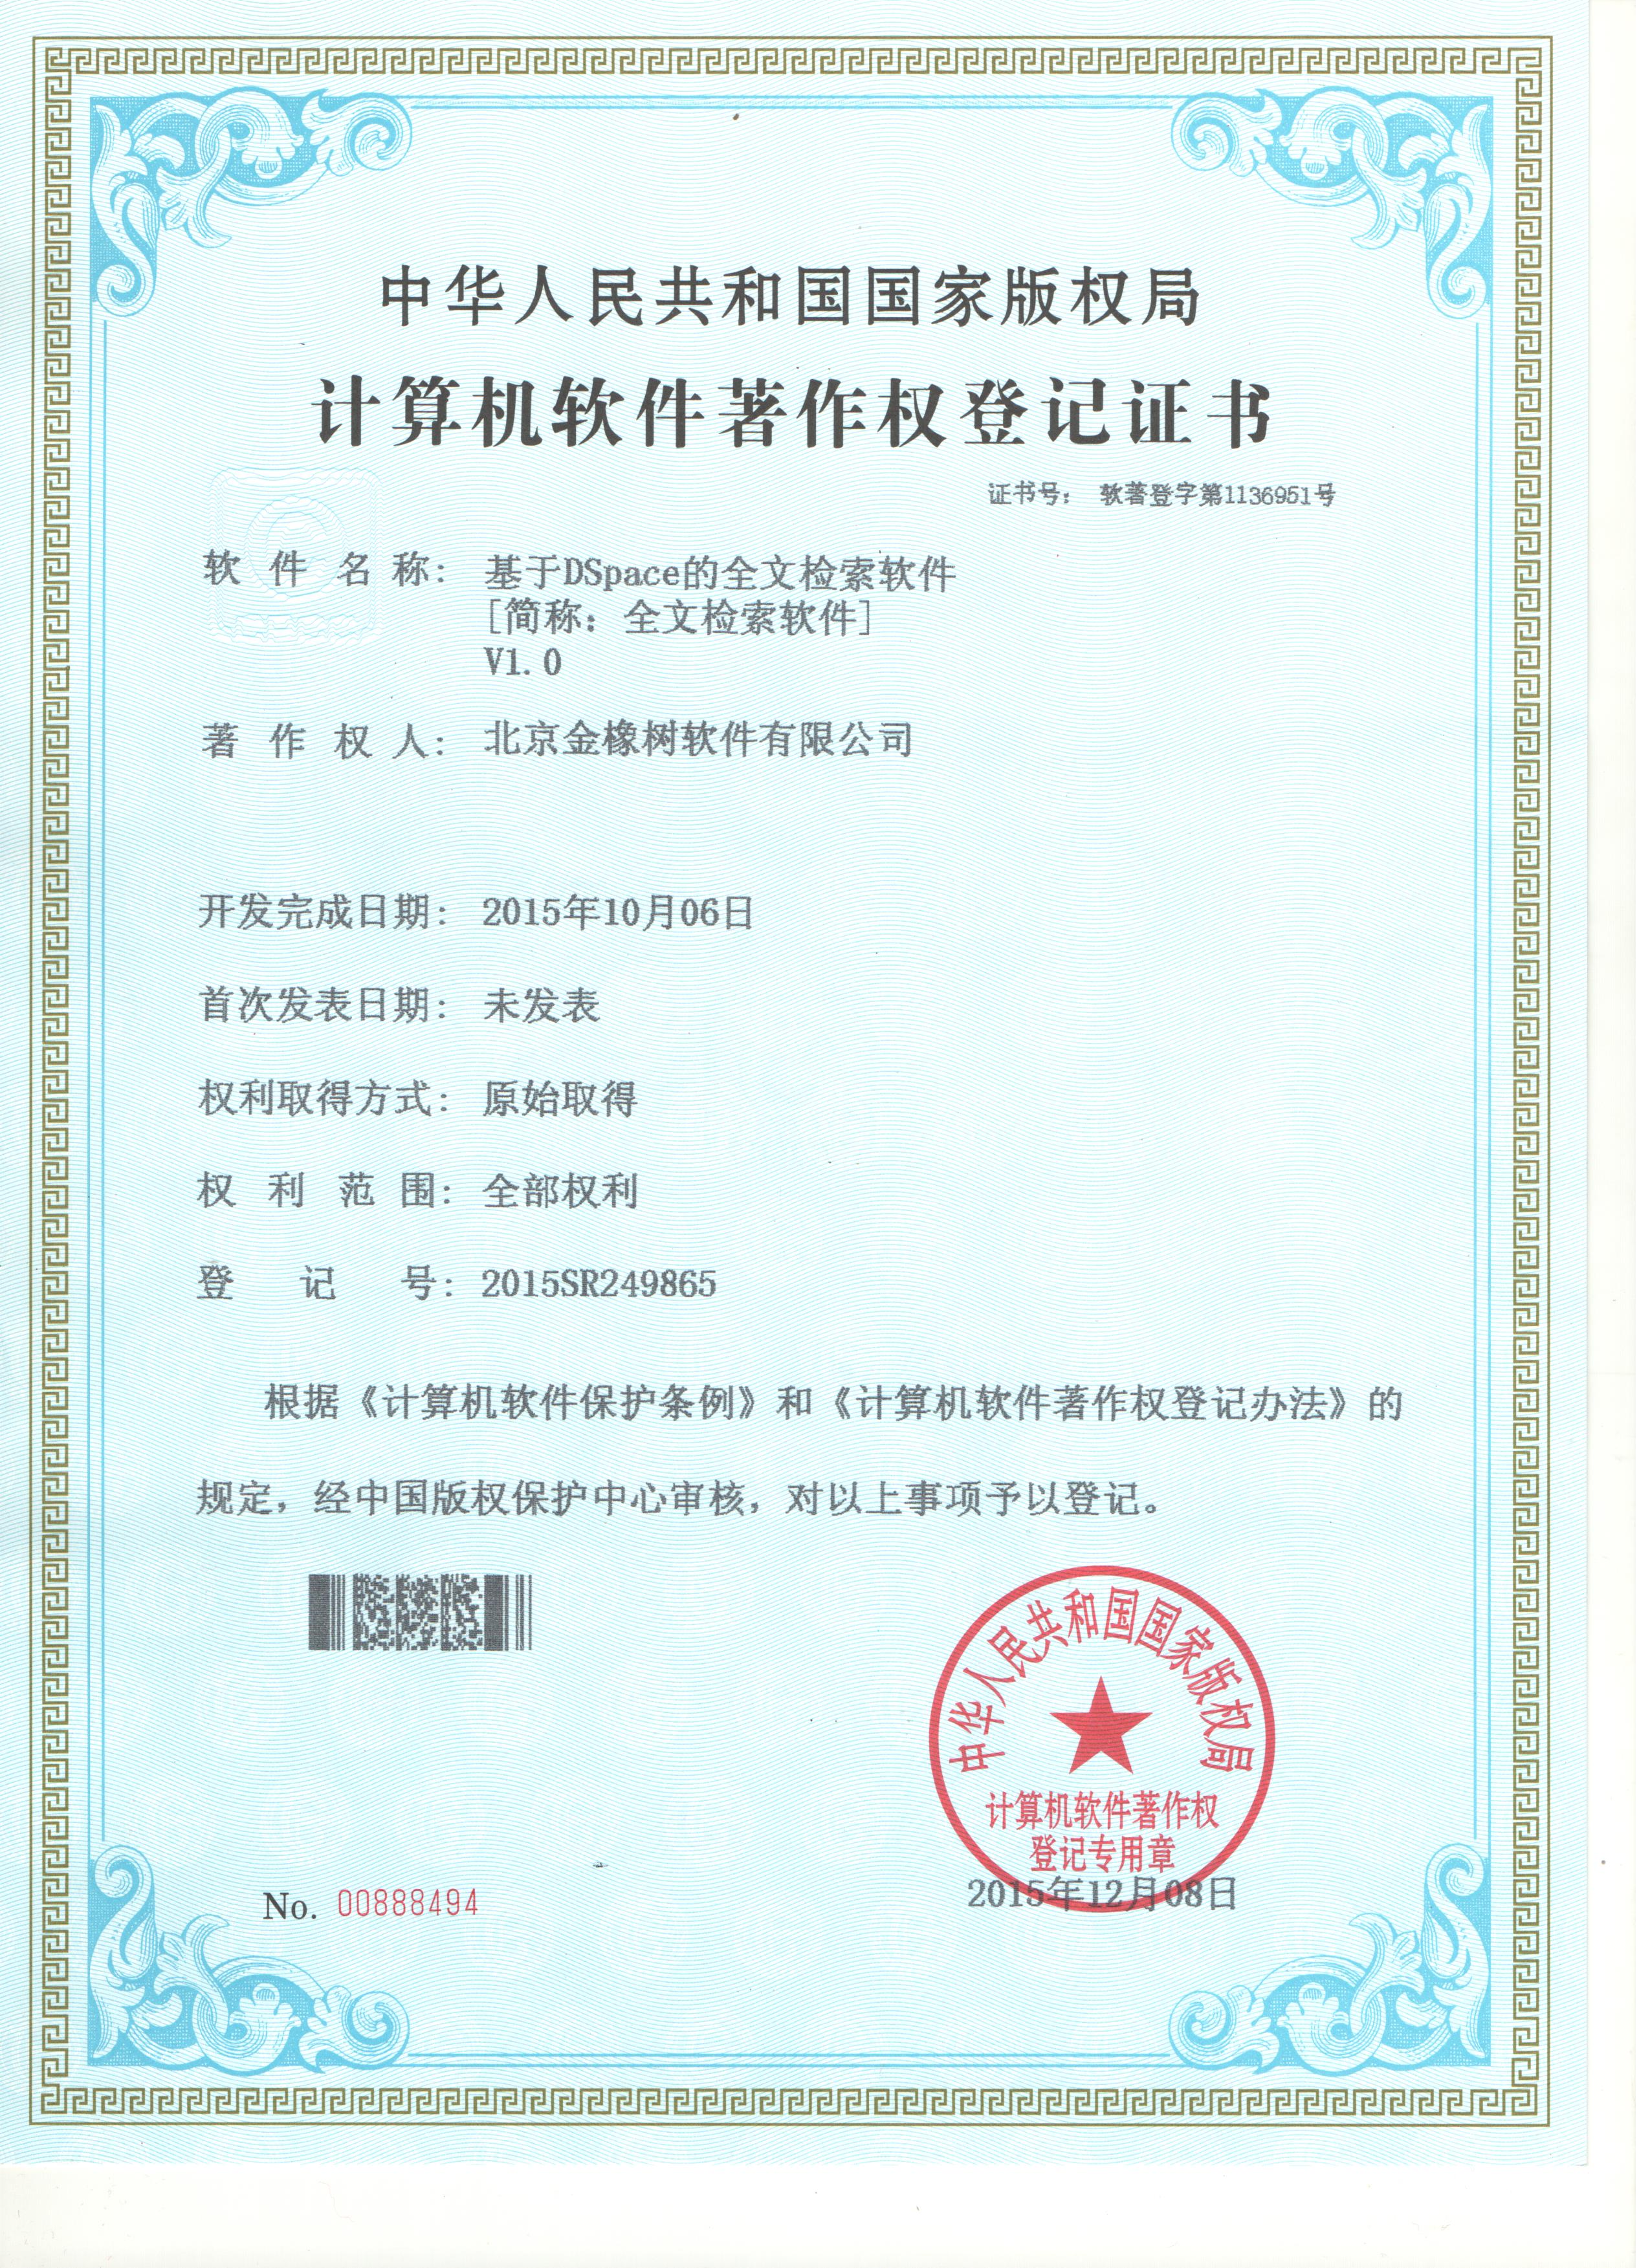 中华人民共和国国家版权局
计算机软件著作权登记证书
证书号： 软著登字第1136951号
软件名称： 基于DSpace的全文检索软件
[简称：全文检索软件]
V1.0
著作权人： 北京金橡树软件有限公司
开发完成日期： 2015年10月06日
首次发表日期： 未发表
权利取得方式： 原始取得
权利范围： 全部权利
登记号： 2015SR249865
根据《计算机软件保护条例》和《计算机软件著作权登记办法》的
规定，经中国版权保护中心审核，对以上事项予以登记。
中华人民共和国国家版权局
计算机软件著作权
登记专用章
2015年12月08日
No. 00888494